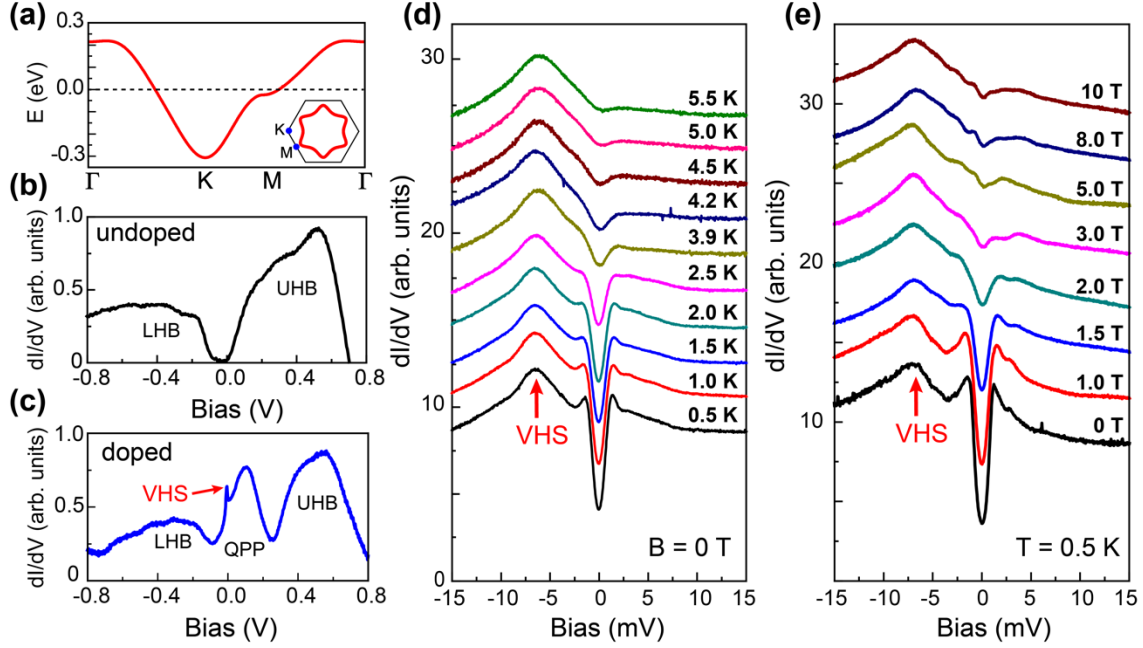 (a)
0.3
0.0
-0.3
E (eV)
K
M
Γ K M Γ
(b)
undoped
1.0
0.5
0
dI/dV (arb. units)
LHB
UHB
-0.8 -0.4 0.0 0.4 0.8
Bias (V)
(c)
doped
1.0
0.5
0
dI/dV (arb. units)
VHS
LHB
QPP
UHB
-0.8 -0.4 0.0 0.4 0.8
Bias (V)
(d)
30
20
10
0
dI/dV (arb. units)
5.5 K
5.0 K
4.5 K
4.2 K
3.9 K
2.5 K
2.0 K
1.5 K
1.0 K
0.5 K
VHS
B = 0 T
-15 -10 -5 0 5 10 15
Bias (mV)
(e)
30
20
10
dI/dV (arb. units)
10 T
8.0 T
5.0 T
3.0 T
2.0 T
1.5 T
1.0 T
0 T
VHS
T = 0.5 K
-15 -10 -5 0 5 10 15
Bias (mV)